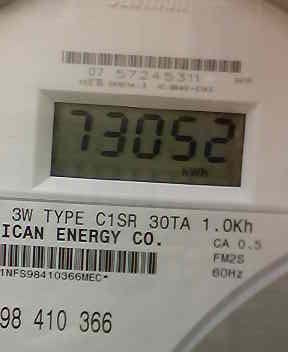 07 57245311
73052
kWh
3W TYPE C1SR 30TA 1.0Kh
ICAN ENERGY CO.
CA 0.5
FM2S
60Hz
1NFS98410366MEC*
98 410 366